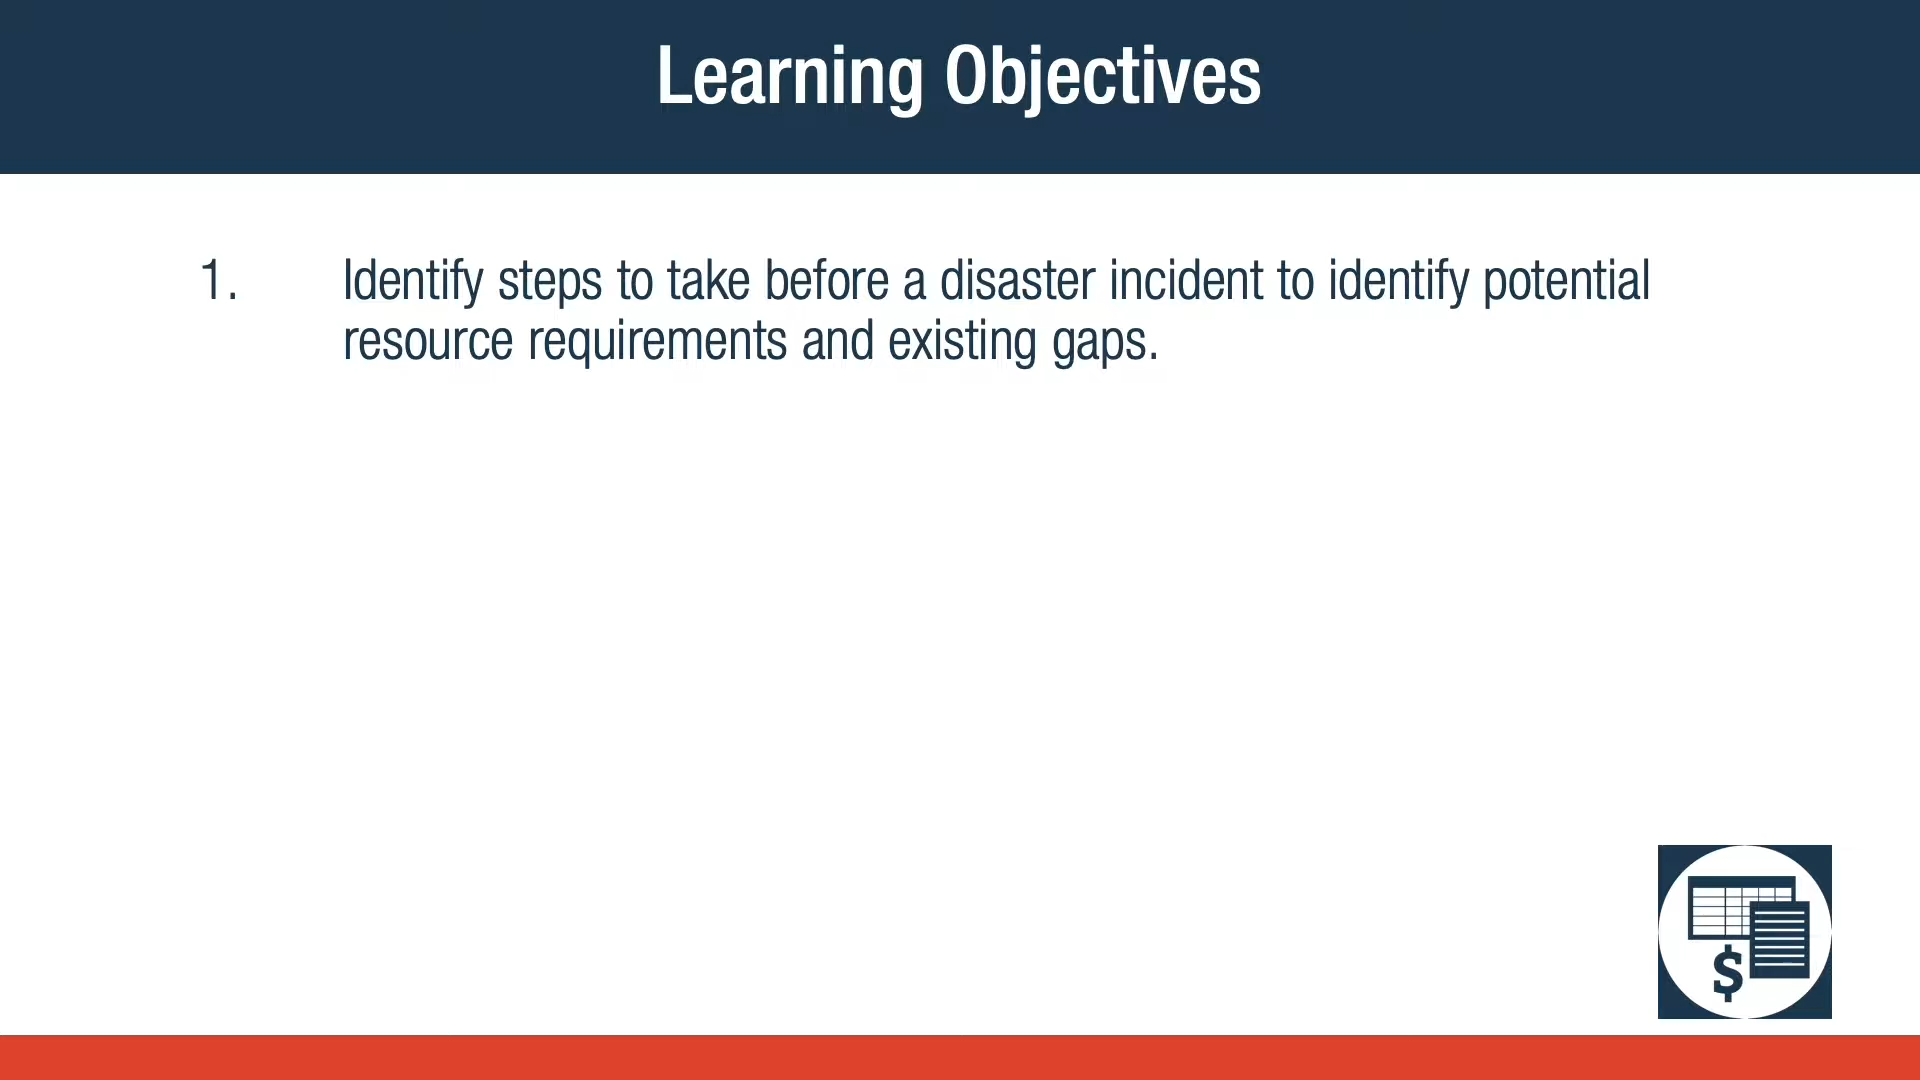 Learning Objectives
1. Identify steps to take before a disaster incident to identify potential
resource requirements and existing gaps.
$